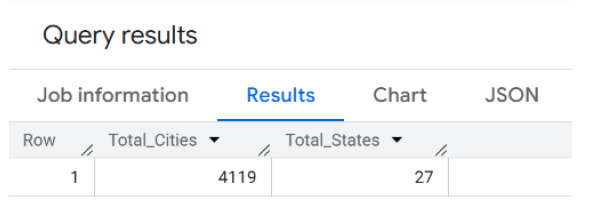 Query results
Job information Results Chart JSON
Row Total_Cities Total_States
1 4119 27